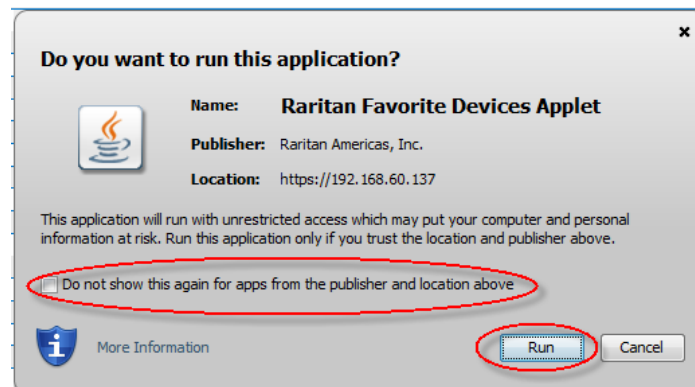 Do you want to run this application?
Name: Raritan Favorite Devices Applet
Publisher: Raritan Americas, Inc.
Location: https://192.168.60.137
This application will run with unrestricted access which may put your computer and personal
information at risk. Run this application only if you trust the location and publisher above.
Do not show this again for apps from the publisher and location above
More Information
Run
Cancel